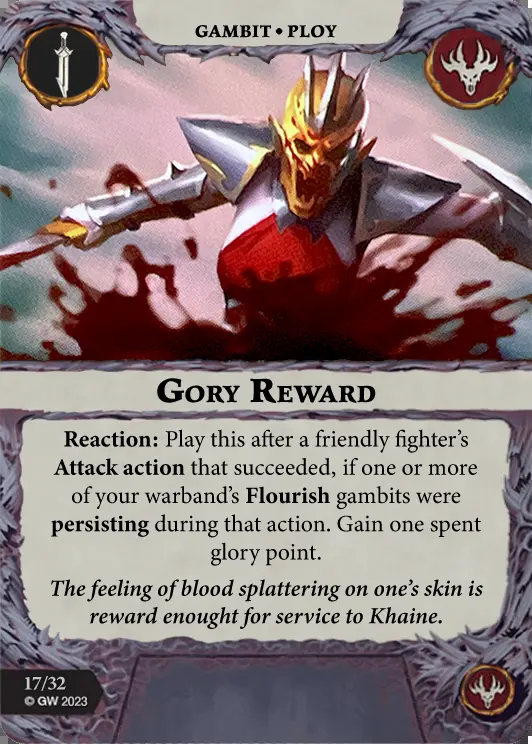 GAMBIT • PLOY
GORY REWARD
Reaction: Play this after a friendly fighter's
Attack action that succeeded, if one or more
of your warband's Flourish gambits were
persisting during that action. Gain one spent
glory point.
The feeling of blood splattering on one's skin is
reward enought for service to Khaine.
17/32
© GW 2023